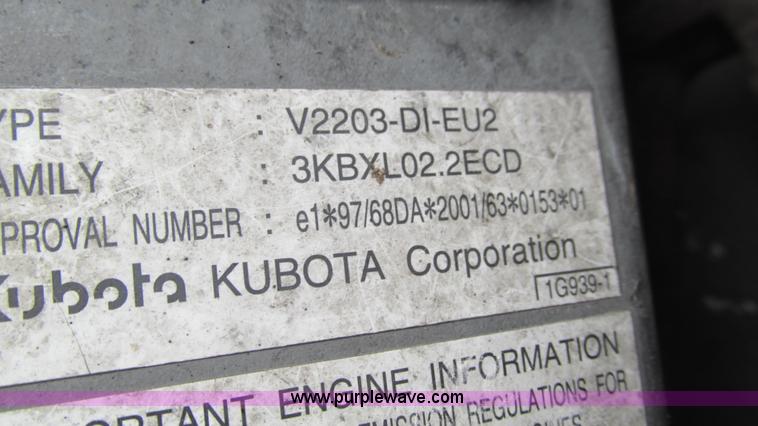 YPE : V2203-DI-EU2
AMILY : 3KBXL02.2ECD
PROVAL NUMBER : e1*97/68DA*2001/63*0153*01
Kubota KUBOTA Corporation
1G939-1
ORTANT ENGINE INFORMATION
EMISSION REGULATIONS FOR
www.purplewave.com